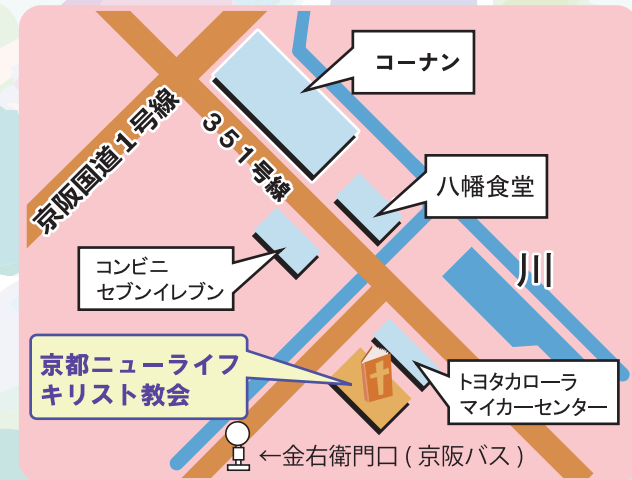 コーナン
京阪国道1号線
351号線
八幡食堂
コンビニ
セブンイレブン
川
京都ニューライフ
キリスト教会
トヨタカローラ
マイカーセンター
←金右衛門口(京阪バス)